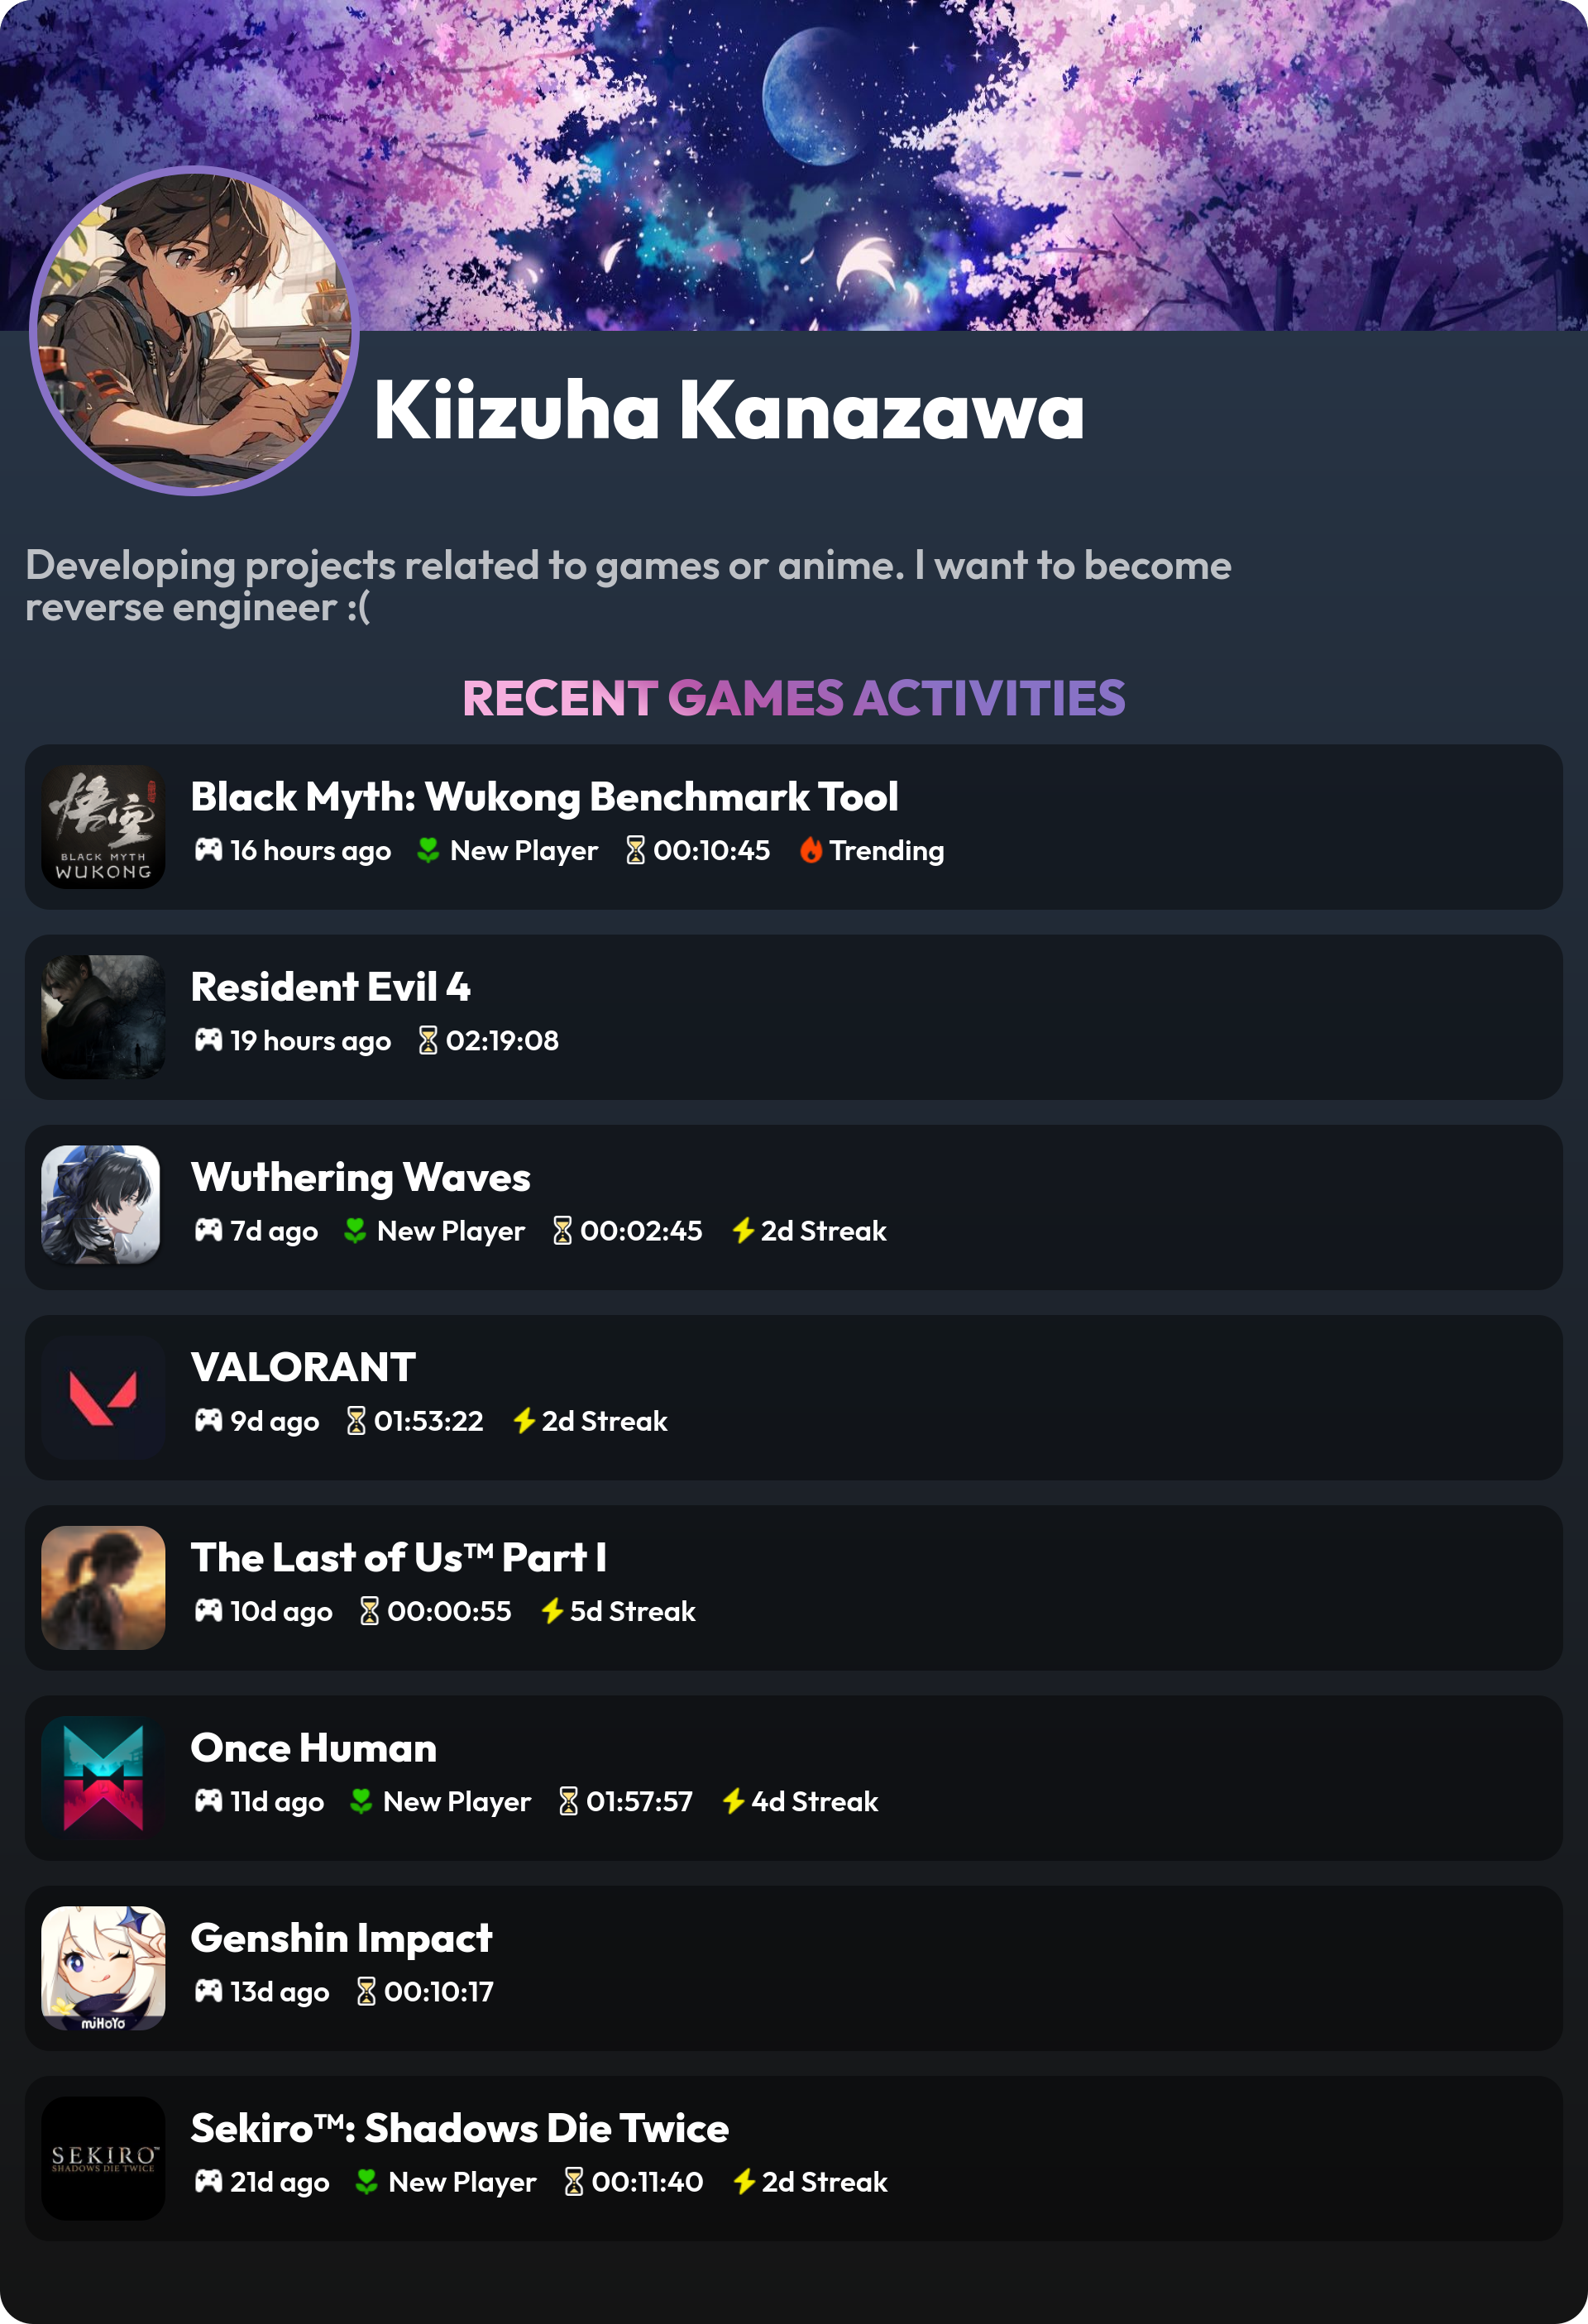 Kiizuha Kanazawa
Developing projects related to games or anime. I want to become
reverse engineer :(
RECENT GAMES ACTIVITIES
悟空
BLACK MYTH
WUKONG
Black Myth: Wukong Benchmark Tool
16 hours ago New Player 00:10:45 Trending
Resident Evil 4
19 hours ago 02:19:08
Wuthering Waves
7d ago New Player 00:02:45 2d Streak
VALORANT
9d ago 01:53:22 2d Streak
The Last of Us™ Part I
10d ago 00:00:55 5d Streak
Once Human
11d ago New Player 01:57:57 4d Streak
Genshin Impact
13d ago 00:10:17
miHoYo
Sekiro™: Shadows Die Twice
21d ago New Player 00:11:40 2d Streak
SEKIRO™
SHADOWS DIE TWICE